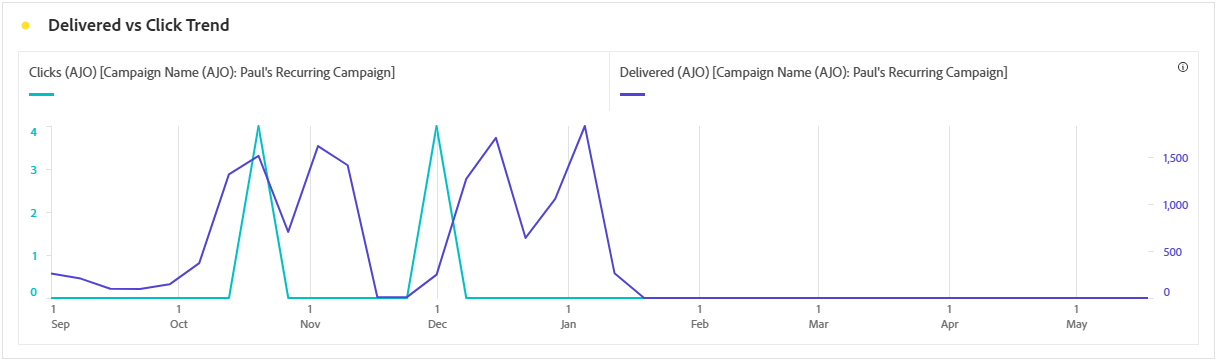 Delivered vs Click Trend
Clicks (AJO) [Campaign Name (AJO): Paul's Recurring Campaign]
Delivered (AJO) [Campaign Name (AJO): Paul's Recurring Campaign]
4
3
2
1
0
1,500
1,000
500
0
1 1 1 1 1 1 1 1 1
Sep Oct Nov Dec Jan Feb Mar Apr May